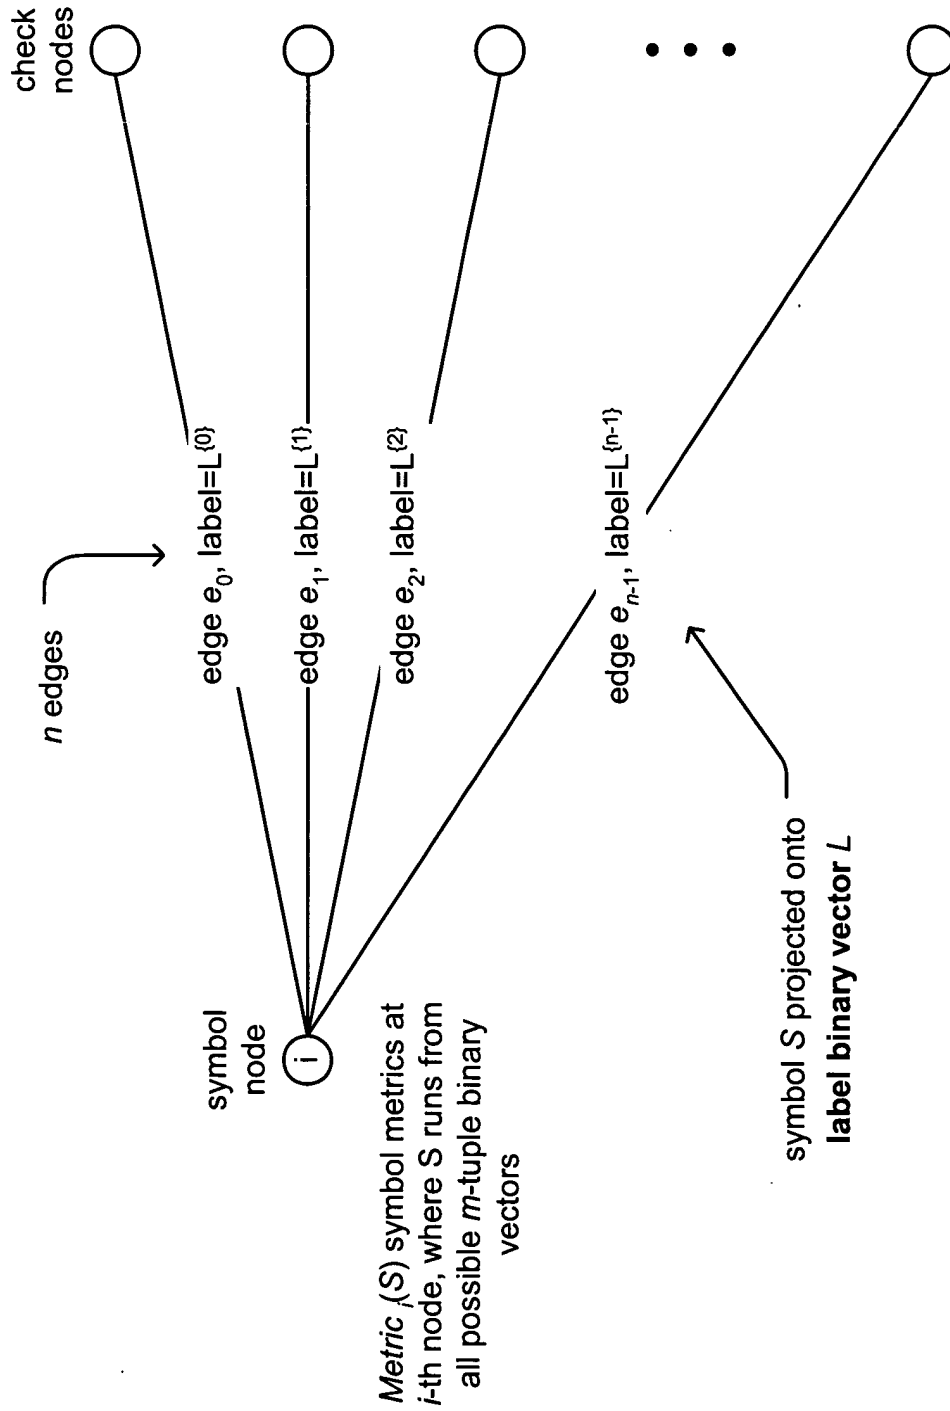 check
nodes
n edges
edge e₀, label=L^{0}
edge e₁, label=L^{1}
edge e₂, label=L^{2}
edge eₙ₋₁, label=L^{n-1}
symbol
node
i
Metric ᵢ(S) symbol metrics at
i-th node, where S runs from
all possible m-tuple binary
vectors
symbol S projected onto
label binary vector L